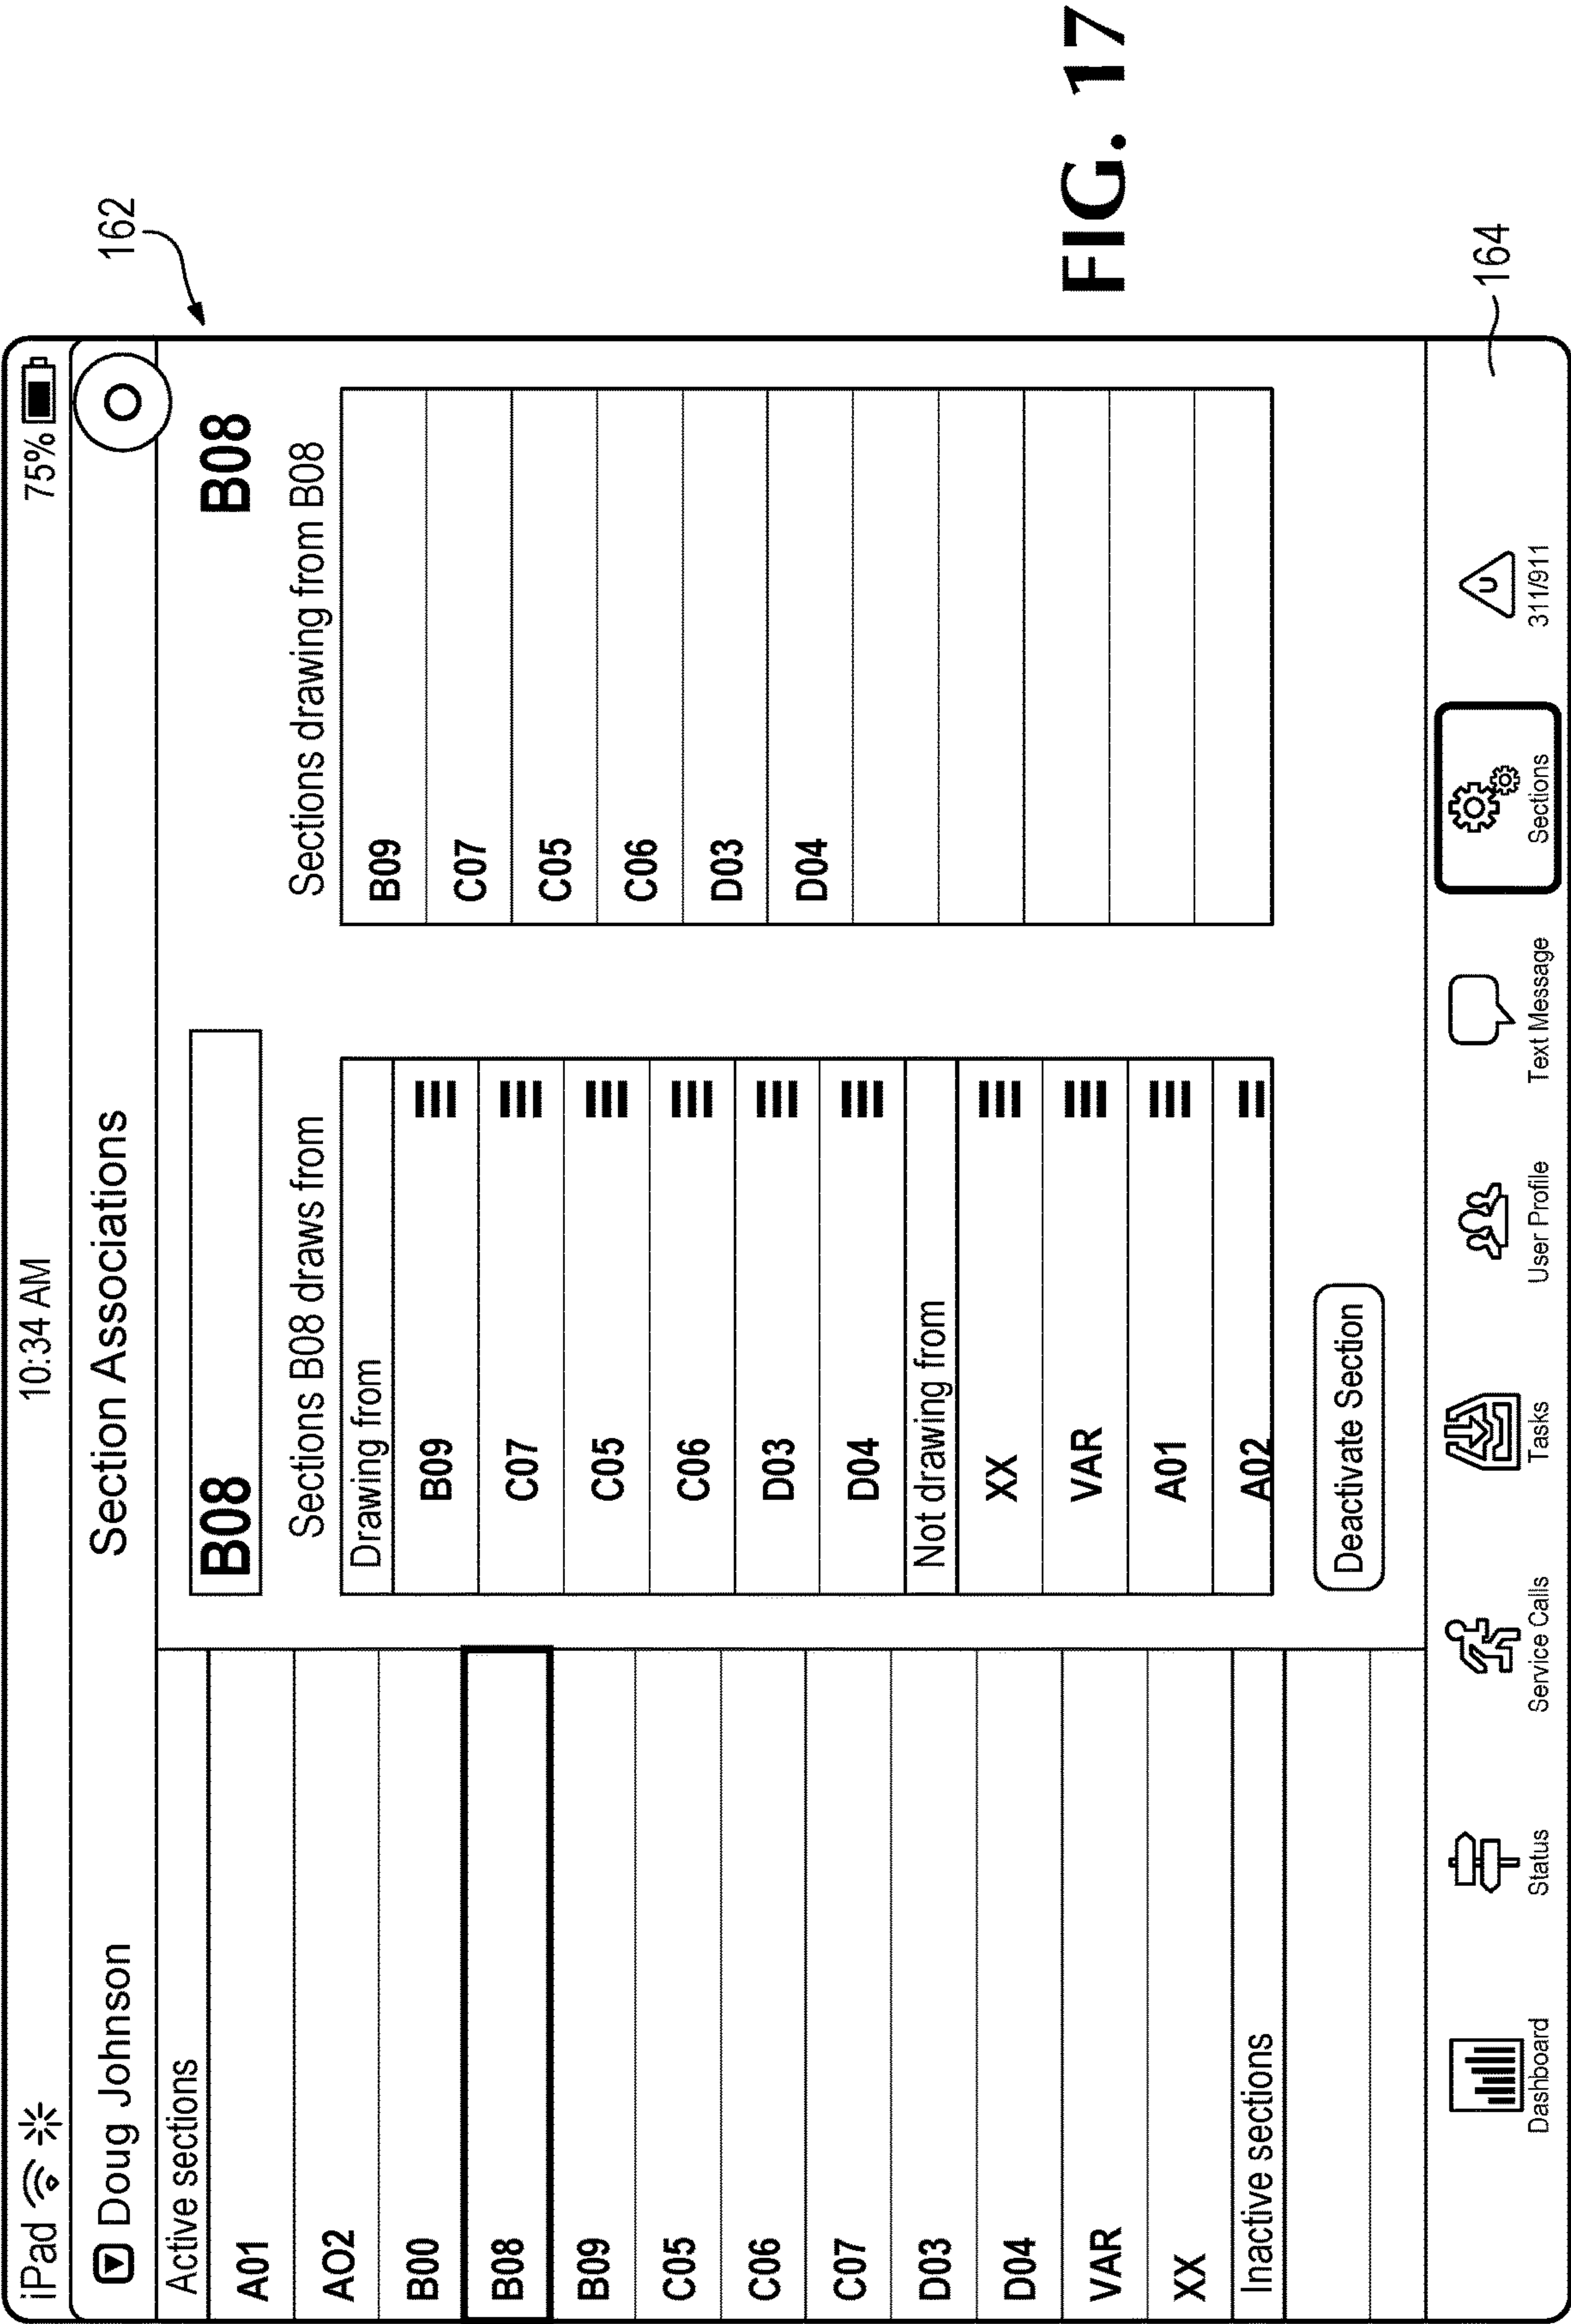 iPad 10:34 AM 75%
Doug Johnson Section Associations
162
Active sections
A01
AO2
B00
B08
B09
C05
C06
C07
D03
D04
VAR
XX
Inactive sections
B08
Sections B08 draws from
Drawing from
B09
C07
C05
C06
D03
D04
Not drawing from
XX
VAR
A01
A02
Deactivate Section
B08
Sections drawing from B08
B09
C07
C05
C06
D03
D04
Dashboard Status Service Calls Tasks User Profile Text Message Sections 311/911
164
FIG. 17